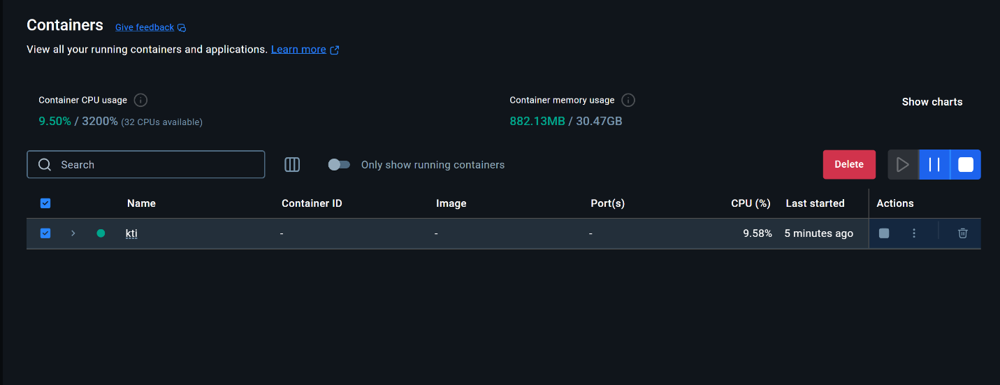 Containers Give feedback
View all your running containers and applications. Learn more
Container CPU usage
9.50% / 3200% (32 CPUs available)
Container memory usage
882.13MB / 30.47GB
Show charts
Search
Only show running containers
Delete
Name Container ID Image Port(s) CPU (%) Last started Actions
kti - - - 9.58% 5 minutes ago